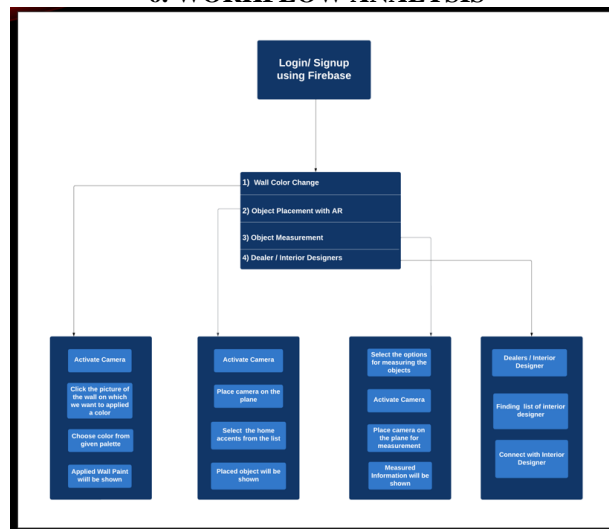 6. WORKFLOW ANALYSIS
Login/ Signup
using Firebase
1) Wall Color Change
2) Object Placement with AR
3) Object Measurement
4) Dealer / Interior Designers
Activate Camera
Click the picture of
the wall on which
we want to applied
a color
Choose color from
given palette
Applied Wall Paint
wiill be shown
Activate Camera
Place camera on the
plane
Select the home
accents from the list
Placed object will be
shown
Select the options
for measuring the
objects
Activate Camera
Place camera on
the plane for
measurement
Measured
Information will be
shown
Dealers / Interior
Designer
Finding list of interior
designer
Connect with Interior
Designer